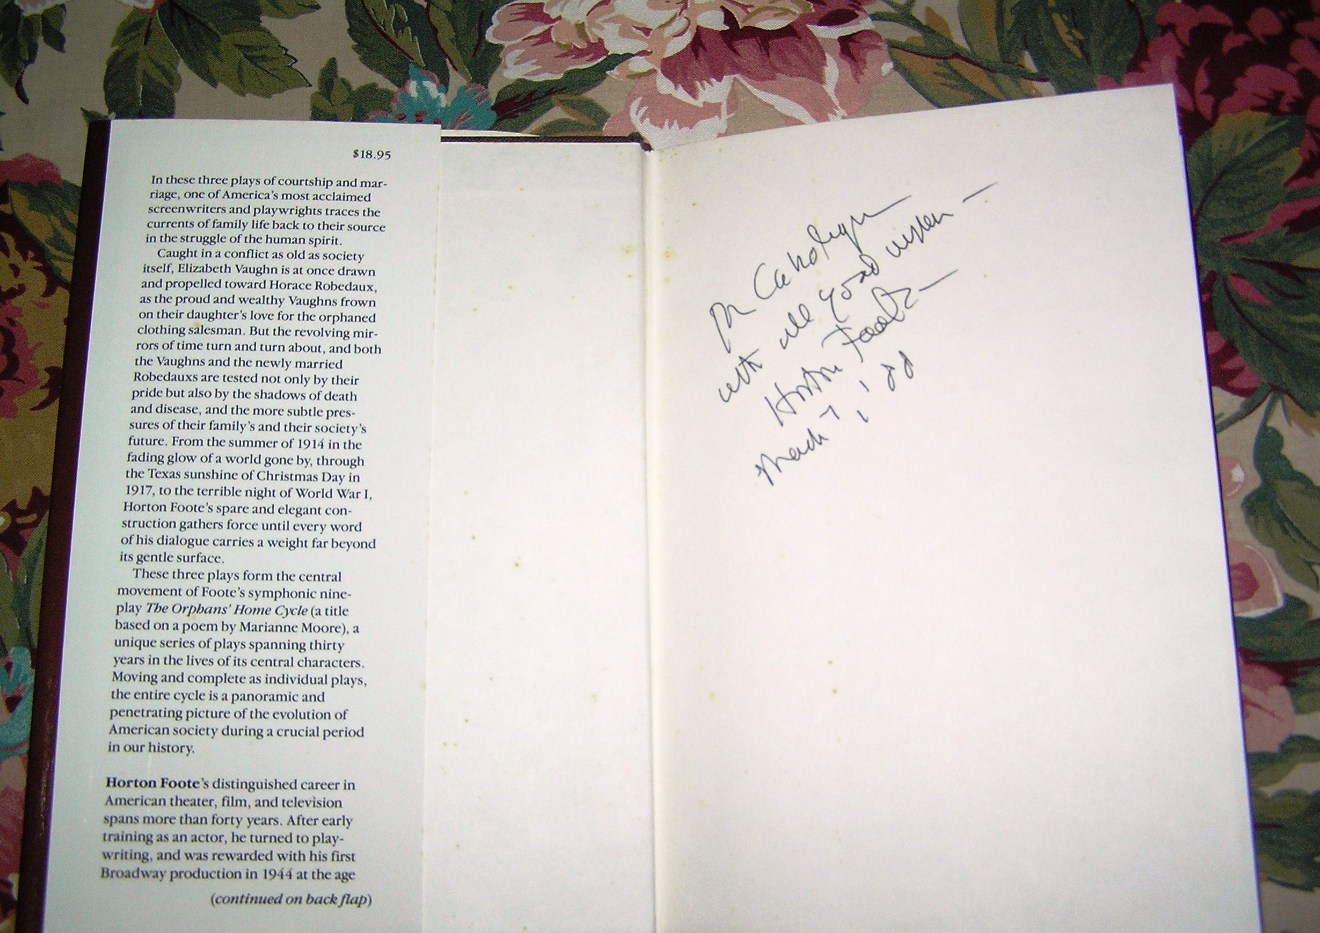 $18.95
In these three plays of courtship and mar-
riage, one of America's most acclaimed
screenwriters and playwrights traces the
currents of family life back to their source
in the struggle of the human spirit.
Caught in a conflict as old as society
itself, Elizabeth Vaughn is at once drawn
and propelled toward Horace Robedaux,
as the proud and wealthy Vaughns frown
on their daughter's love for the orphaned
clothing salesman. But the revolving mir-
rors of time turn and turn about, and both
the Vaughns and the newly married
Robedauxs are tested not only by their
pride but also by the shadows of death
and disease, and the more subtle pres-
sures of their family's and their society's
future. From the summer of 1914 in the
fading glow of a world gone by, through
the Texas sunshine of Christmas Day in
1917, to the terrible night of World War I,
Horton Foote's spare and elegant con-
struction gathers force until every word
of his dialogue carries a weight far beyond
its gentle surface.
These three plays form the central
movement of Foote's symphonic nine-
play The Orphans' Home Cycle (a title
based on a poem by Marianne Moore), a
unique series of plays spanning thirty
years in the lives of its central characters.
Moving and complete as individual plays,
the entire cycle is a panoramic and
penetrating picture of the evolution of
American society during a crucial period
in our history.
Horton Foote's distinguished career in
American theater, film, and television
spans more than forty years. After early
training as an actor, he turned to play-
writing, and was rewarded with his first
Broadway production in 1944 at the age
(continued on back flap)
with all good wishes —
Horton Foote —
March 7, '88